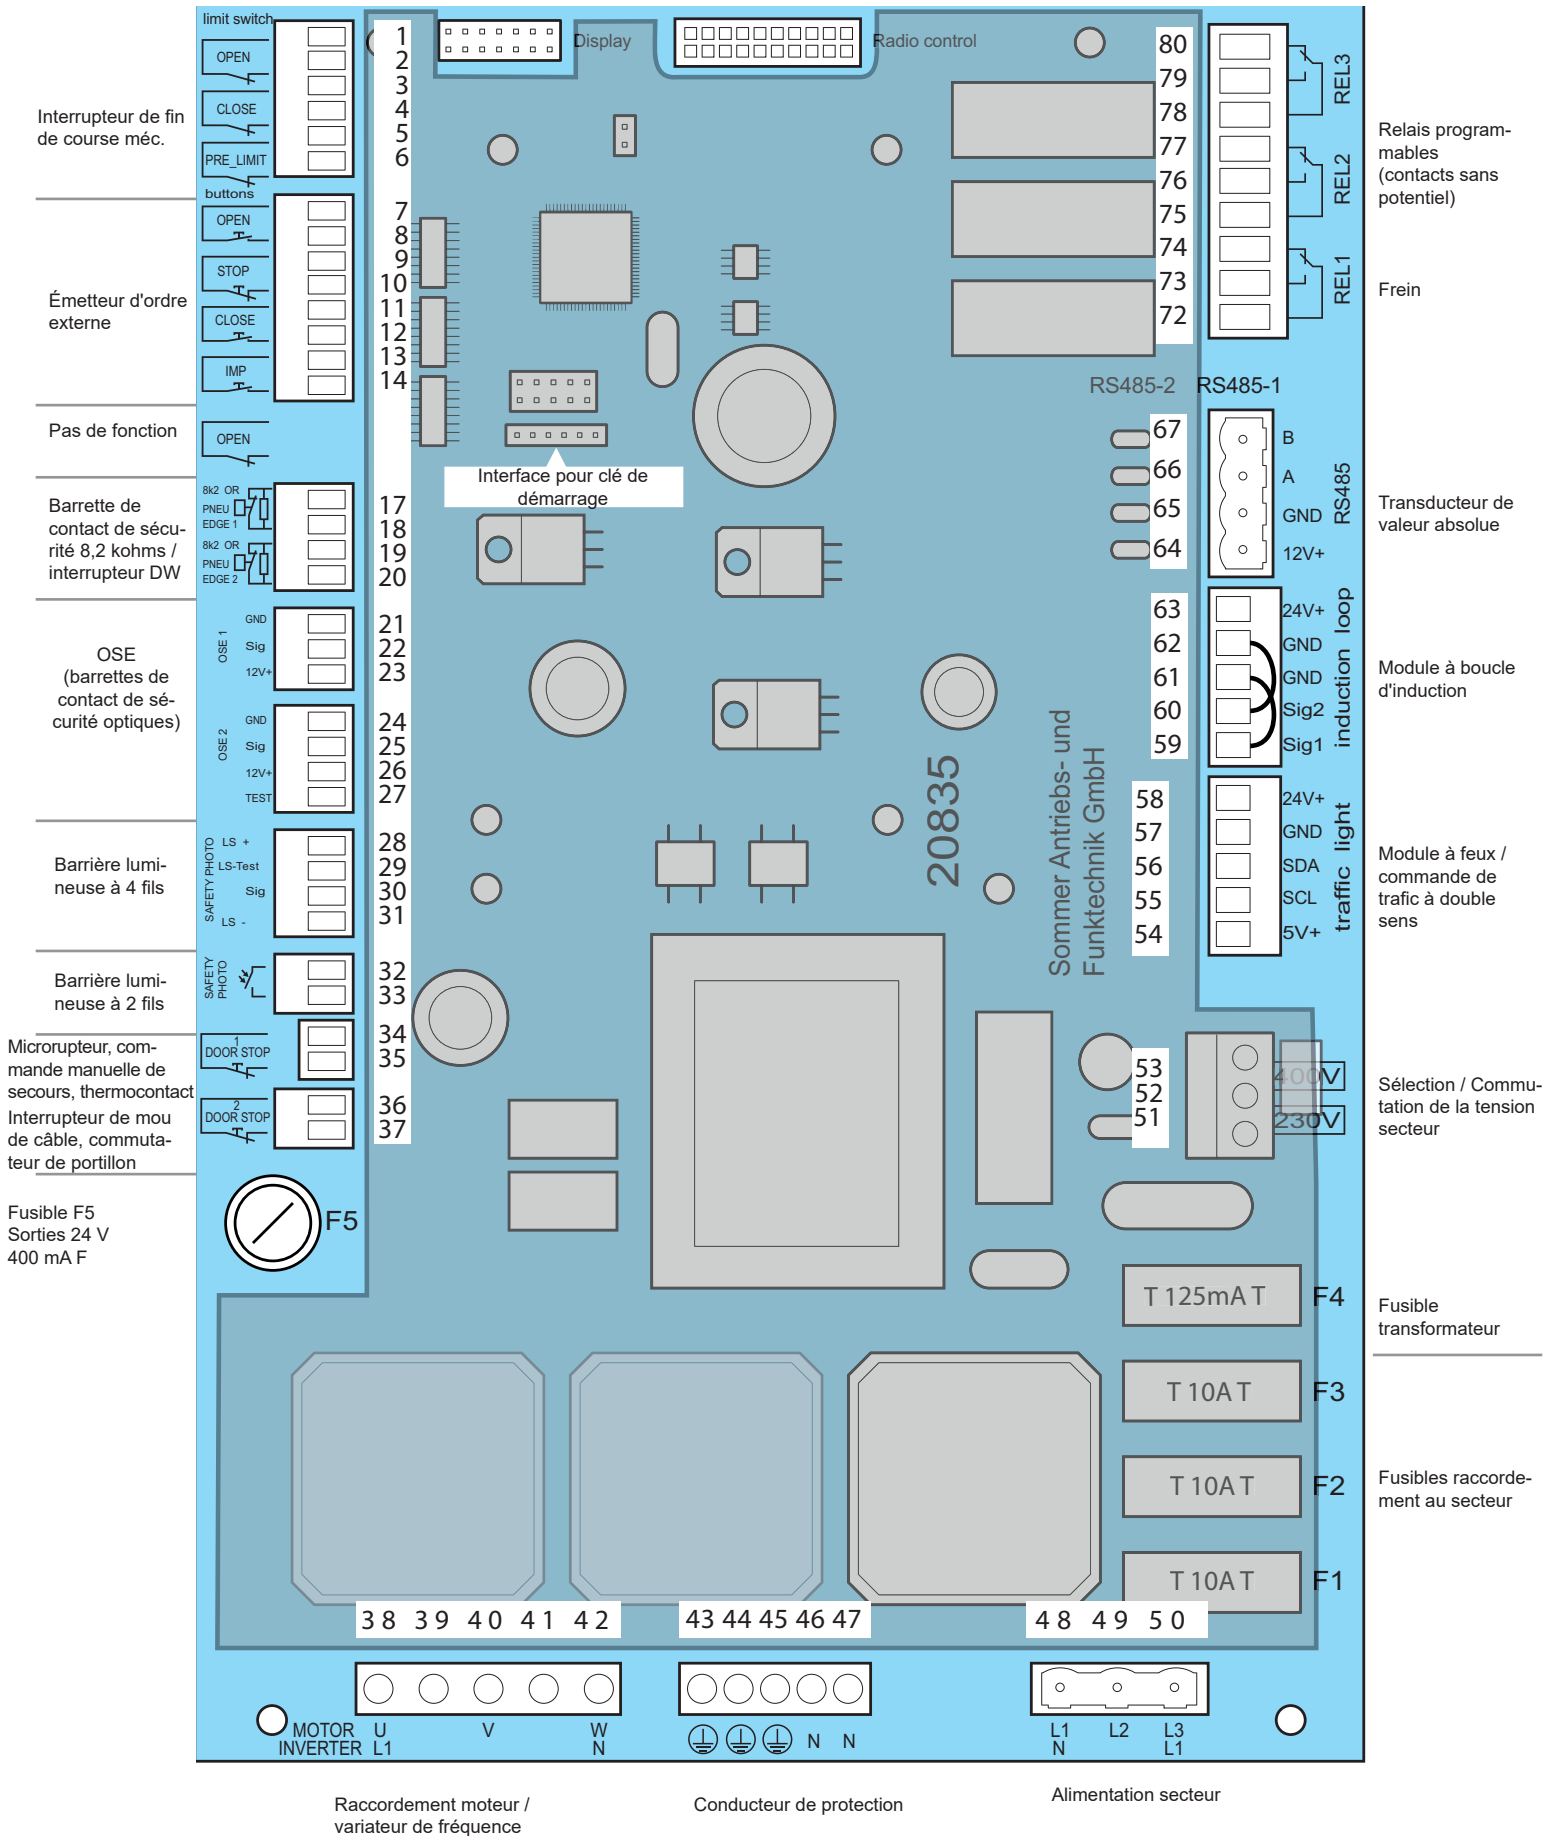 Interrupteur de fin
de course méc.
Émetteur d'ordre
externe
Pas de fonction
Barrette de
contact de sécu-
rité 8,2 kohms /
interrupteur DW
OSE
(barrettes de
contact de sé-
curité optiques)
Barrière lumi-
neuse à 4 fils
Barrière lumi-
neuse à 2 fils
Microrupteur, com-
mande manuelle de
secours, thermocontact
Interrupteur de mou
de câble, commuta-
teur de portillon
Fusible F5
Sorties 24 V
400 mA F
limit switch
OPEN
CLOSE
PRE_LIMIT
buttons
OPEN
STOP
CLOSE
IMP
OPEN
8k2 OR
PNEU
EDGE 1
8k2 OR
PNEU
EDGE 2
OSE 1
GND
Sig
12V+
OSE 2
GND
Sig
12V+
TEST
SAFETY PHOTO
LS +
LS-Test
Sig
LS -
SAFETY
PHOTO
1
DOOR STOP
2
DOOR STOP
F5
1
2
3
4
5
6
7
8
9
10
11
12
13
14
17
18
19
20
21
22
23
24
25
26
27
28
29
30
31
32
33
34
35
36
37
Display
Radio control
Interface pour clé de
démarrage
20835
Sommer Antriebs- und
Funktechnik GmbH
80
79
78
77
76
75
74
73
72
REL3
REL2
REL1
RS485-2 RS485-1
67
66
65
64
B
A
GND
12V+
RS485
63
62
61
60
59
24V+
GND
GND
Sig2
Sig1
induction loop
58
57
56
55
54
24V+
GND
SDA
SCL
5V+
traffic light
53
52
51
400V
230V
T 125mA T F4
T 10A T F3
T 10A T F2
T 10A T F1
Relais program-
mables
(contacts sans
potentiel)
Frein
Transducteur de
valeur absolue
Module à boucle
d'induction
Module à feux /
commande de
trafic à double
sens
Sélection / Commu-
tation de la tension
secteur
Fusible
transformateur
Fusibles raccorde-
ment au secteur
38 39 40 41 42
43 44 45 46 47
48 49 50
MOTOR U V W
INVERTER L1 N
N N
L1 L2 L3
N L1
Raccordement moteur /
variateur de fréquence
Conducteur de protection
Alimentation secteur